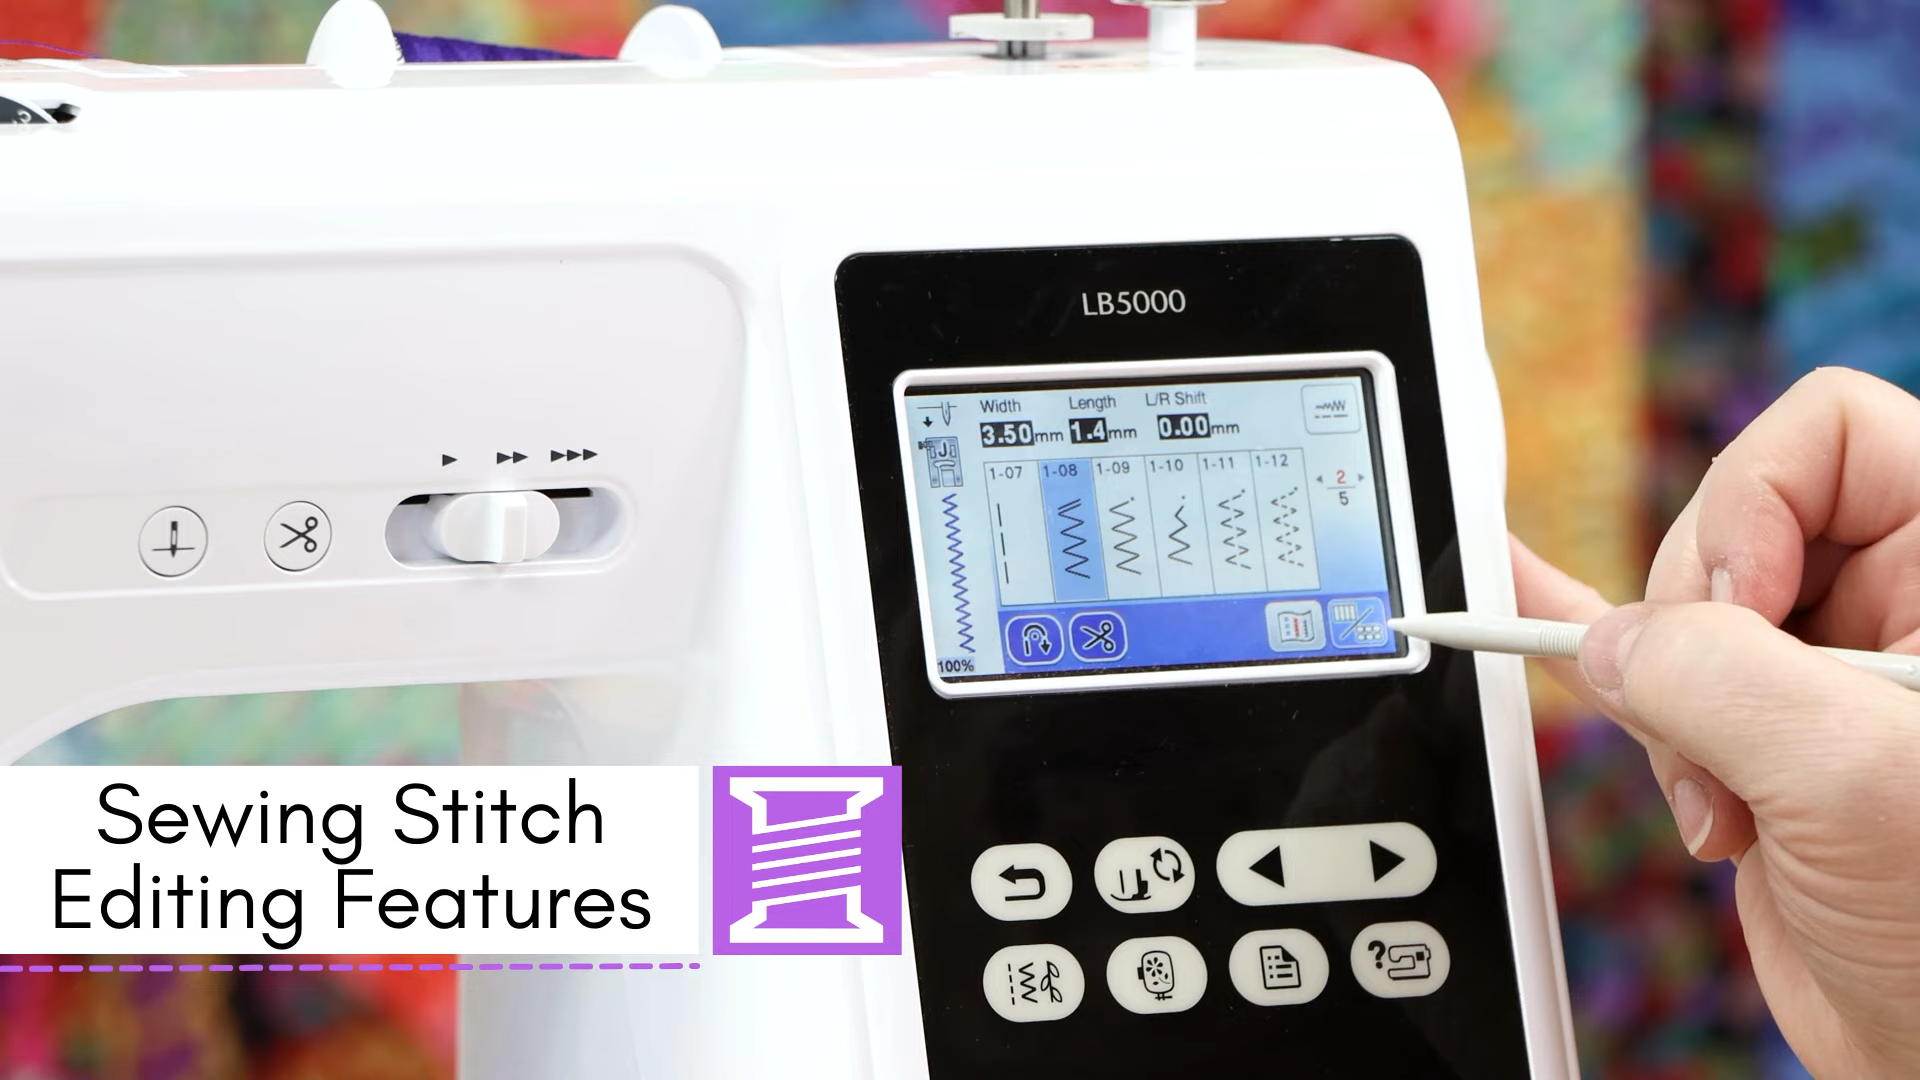 LB5000
Width Length L/R Shift
3.50mm 1.4mm 0.00mm
J
1-07 1-08 1-09 1-10 1-11 1-12
2
5
100%
?
Sewing Stitch
Editing Features